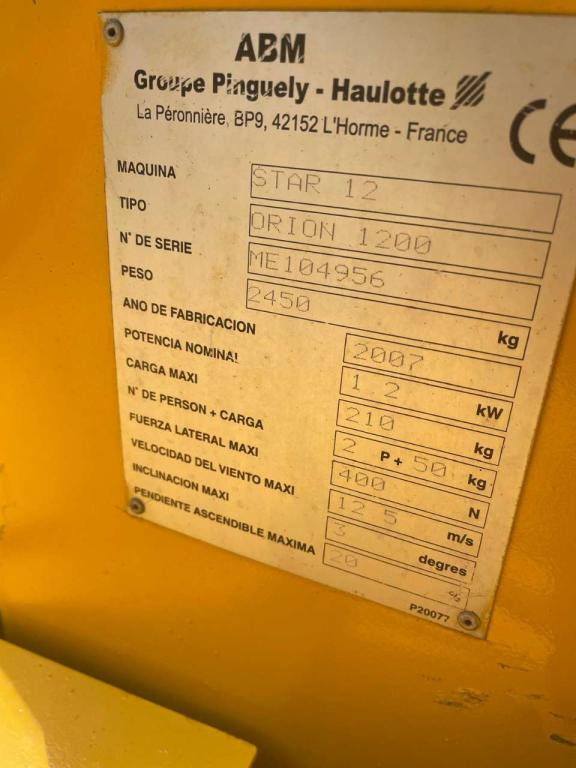 ABM
Groupe Pinguely - Haulotte
La Péronnière, BP9, 42152 L'Horme - France
CE
MAQUINA STAR 12
TIPO ORION 1200
N° DE SERIE ME104956
PESO 2450 kg
ANO DE FABRICACION 2007
POTENCIA NOMINAL 1 2 kW
CARGA MAXI 210 kg
N° DE PERSON + CARGA 2 P + 50 kg
FUERZA LATERAL MAXI 400 N
VELOCIDAD DEL VIENTO MAXI 12 5 m/s
INCLINACION MAXI 3 degres
PENDIENTE ASCENDIBLE MAXIMA 20 %
P20077